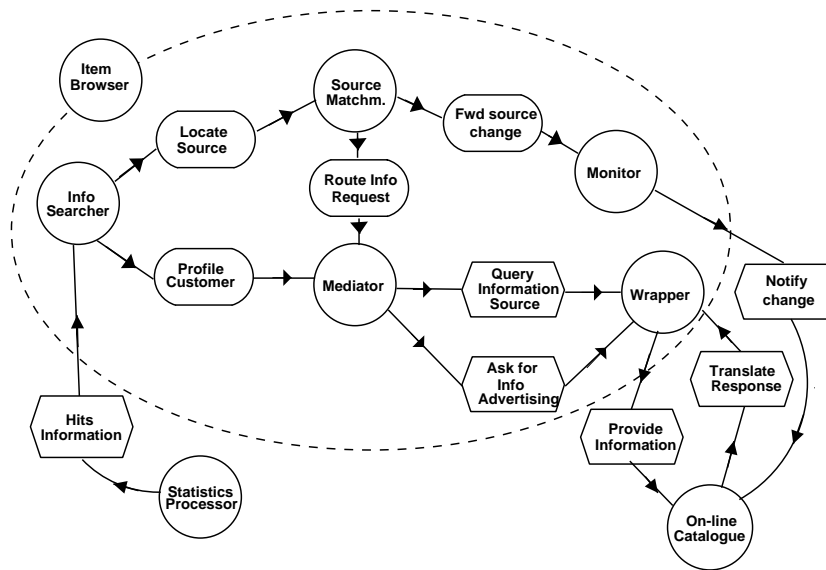 Item
Browser
Source
Matchm.
Locate
Source
Fwd source
change
Info
Searcher
Route Info
Request
Monitor
Profile
Customer
Mediator
Query
Information
Source
Wrapper
Notify
change
Ask for
Info
Advertising
Translate
Response
Hits
Information
Provide
Information
Statistics
Processor
On-line
Catalogue